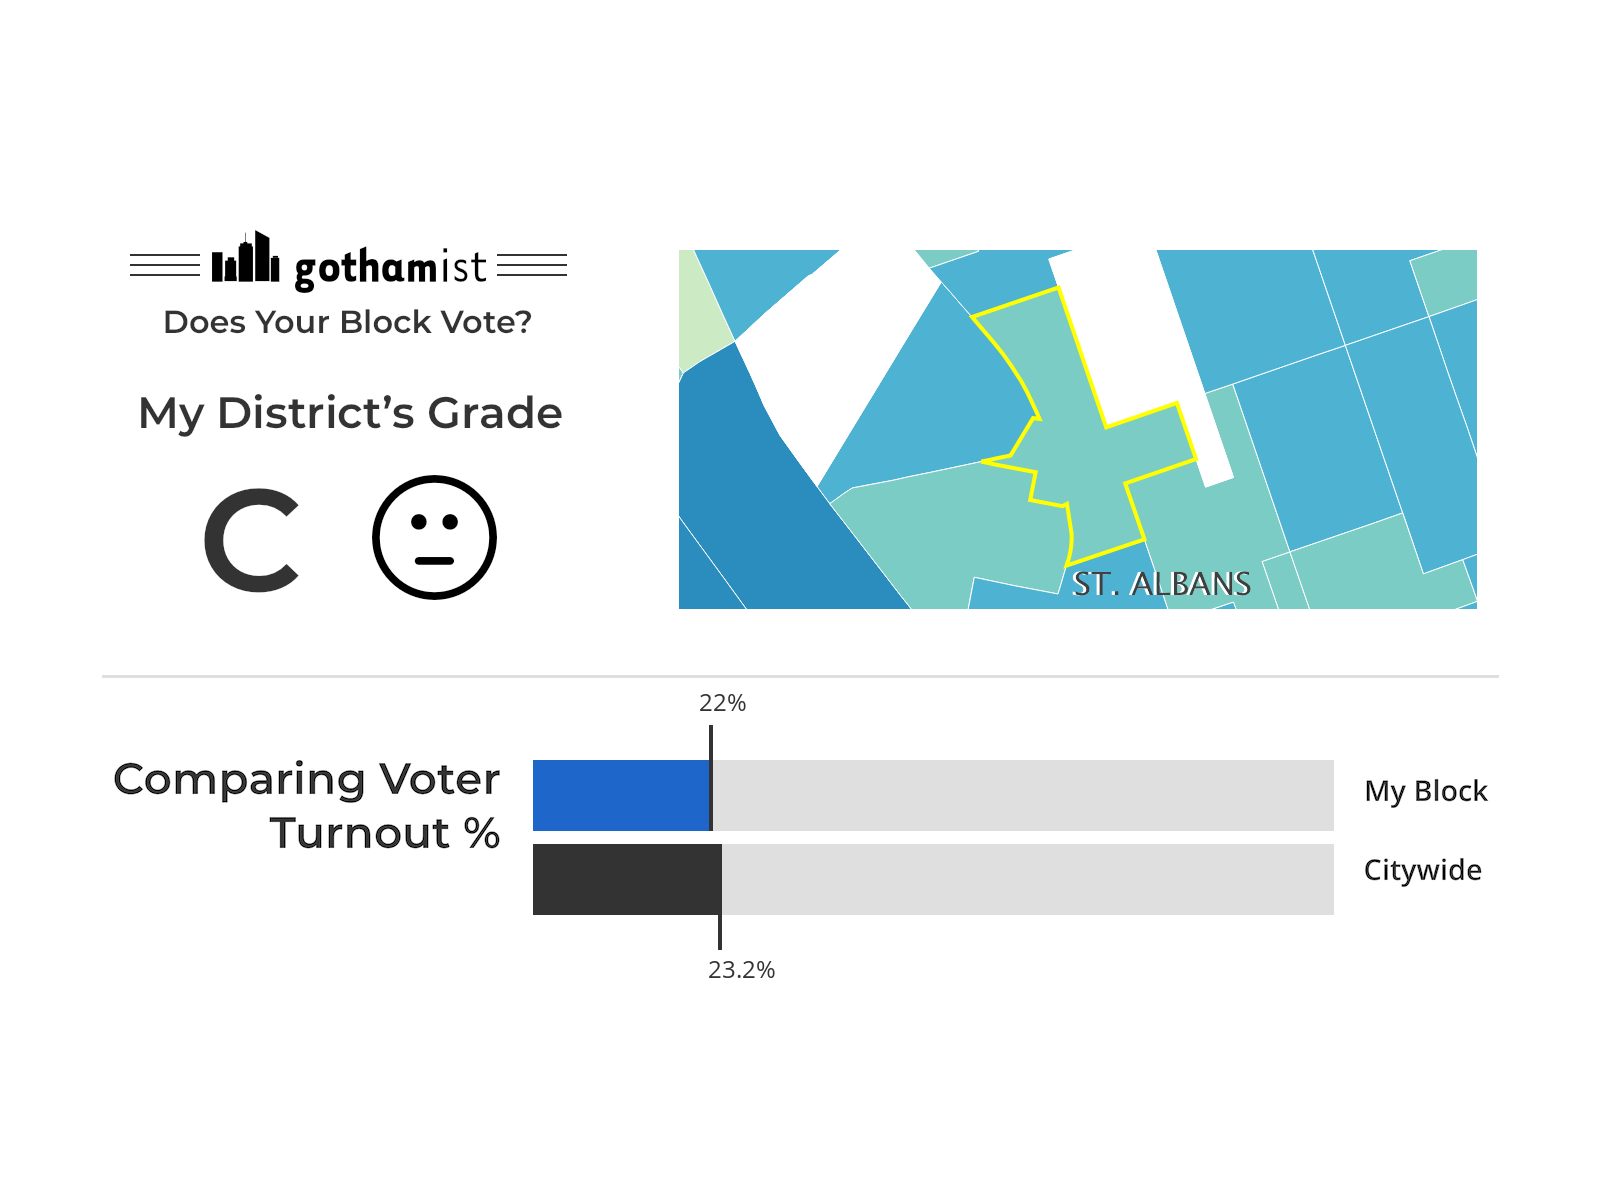 gothamist
Does Your Block Vote?
My District's Grade
C
ST. ALBANS
22%
Comparing Voter
Turnout %
My Block
Citywide
23.2%